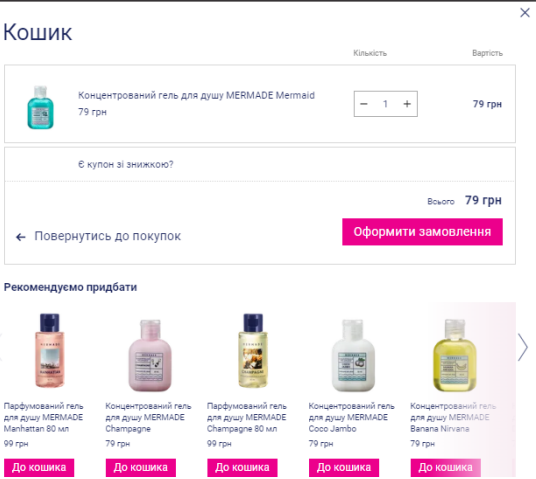 Кошик
Кількість
Вартість
Концентрований гель для душу MERMADE Mermaid
79 грн
− 1 +
79 грн
Є купон зі знижкою?
Всього 79 грн
← Повернутись до покупок
Оформити замовлення
Рекомендуємо придбати
Парфумований гель
для душу MERMADE
Manhattan 80 мл
99 грн
До кошика
Концентрований гель
для душу MERMADE
Champagne
79 грн
До кошика
Парфумований гель
для душу MERMADE
Champagne 80 мл
99 грн
До кошика
Концентрований гель
для душу MERMADE
Coco Jambo
79 грн
До кошика
Концентрований гель
для душу MERMADE
Banana Nirvana
79 грн
До кошика